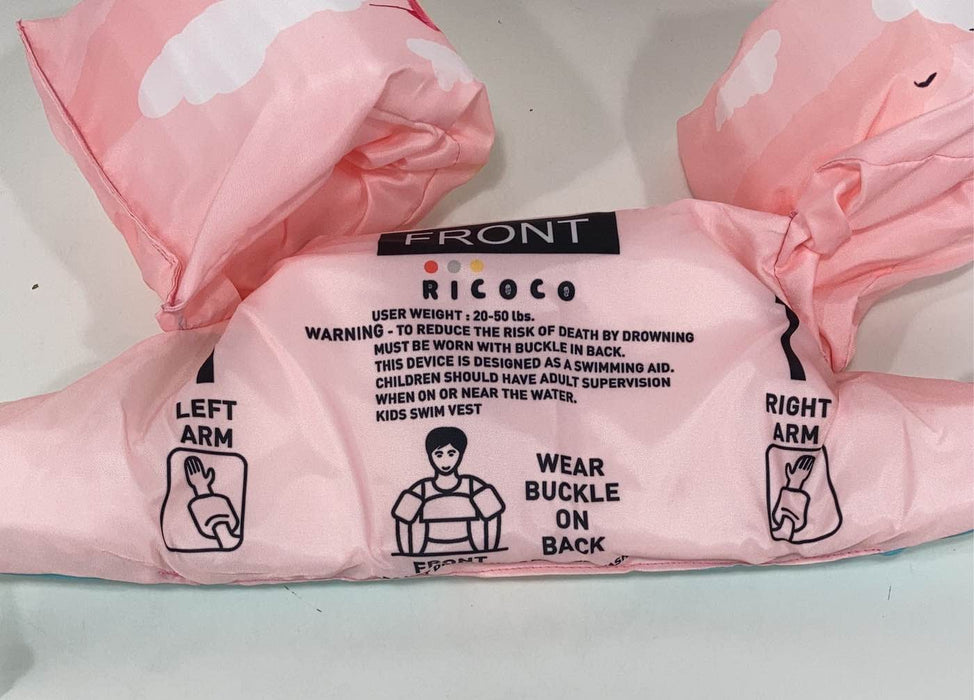 FRONT
RICOCO
USER WEIGHT : 20-50 lbs.
WARNING - TO REDUCE THE RISK OF DEATH BY DROWNING
MUST BE WORN WITH BUCKLE IN BACK.
THIS DEVICE IS DESIGNED AS A SWIMMING AID.
CHILDREN SHOULD HAVE ADULT SUPERVISION
WHEN ON OR NEAR THE WATER.
KIDS SWIM VEST
LEFT
ARM
RIGHT
ARM
WEAR
BUCKLE
ON
BACK
FRONT